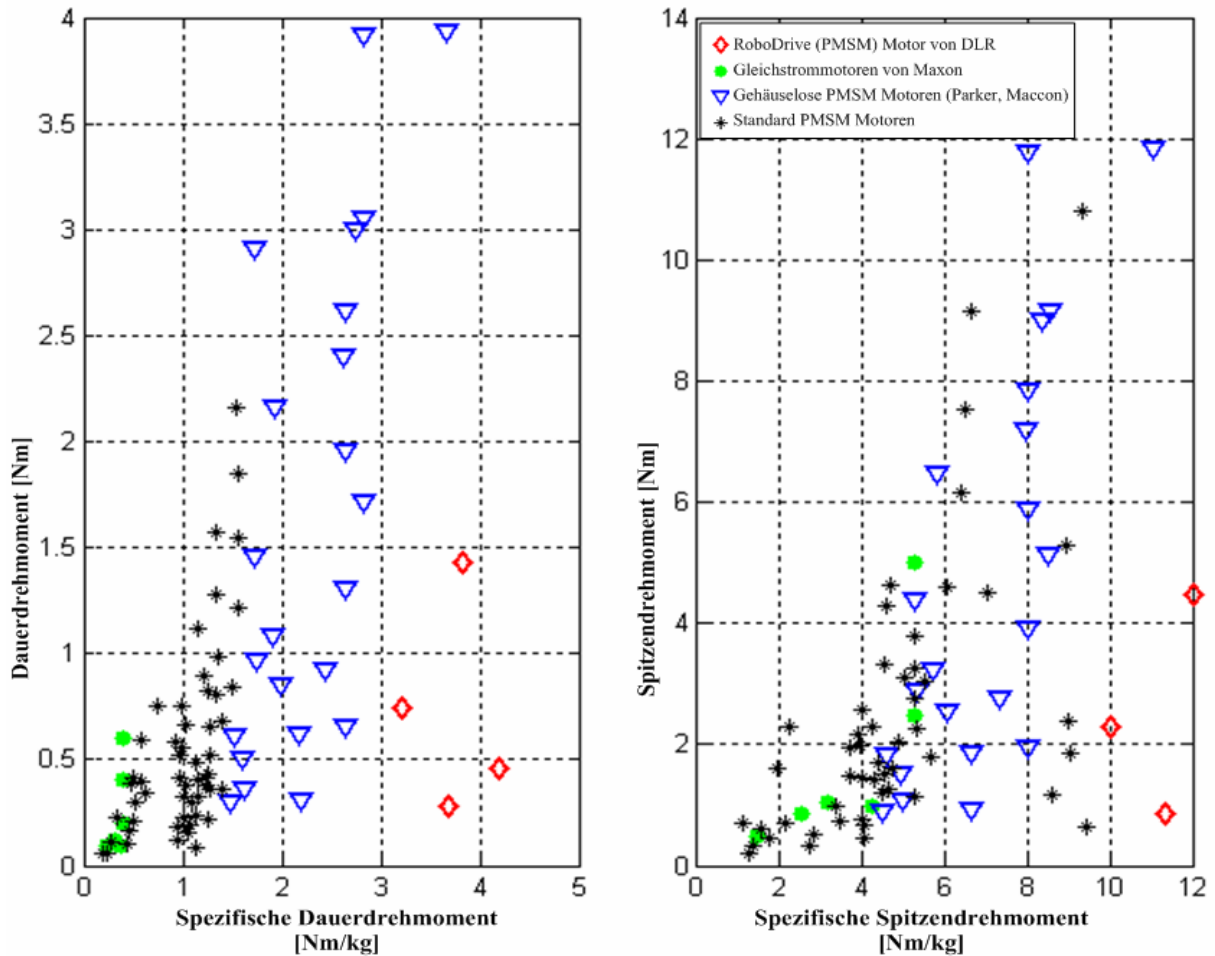 4
3.5
3
2.5
2
1.5
1
0.5
0
0 1 2 3 4 5
Dauerdrehmoment [Nm]
Spezifische Dauerdrehmoment
[Nm/kg]
14
12
10
8
6
4
2
0
0 2 4 6 8 10 12
Spitzendrehmoment [Nm]
Spezifische Spitzendrehmoment
[Nm/kg]
RoboDrive (PMSM) Motor von DLR
Gleichstrommotoren von Maxon
Gehäuselose PMSM Motoren (Parker, Maccon)
Standard PMSM Motoren